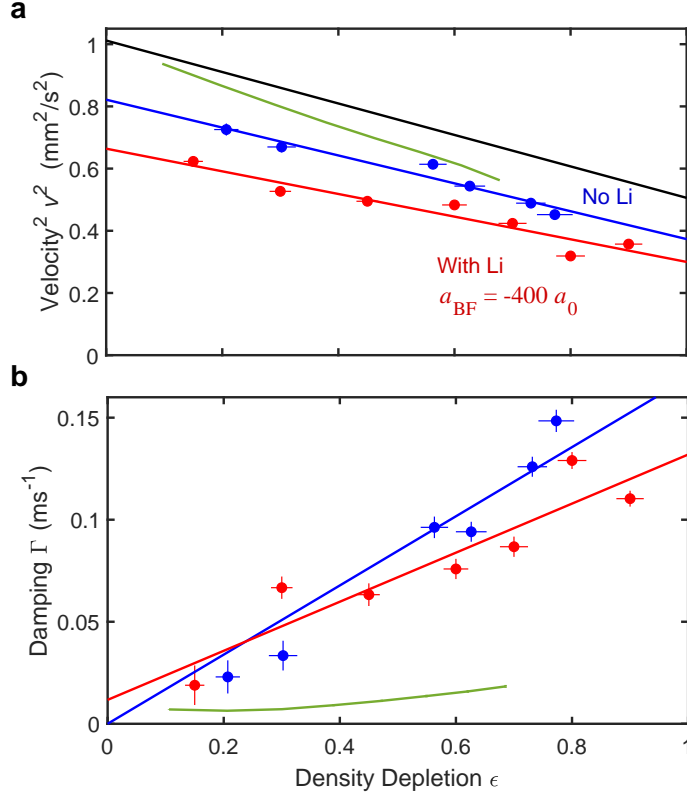 a
1
0.8
0.6
0.4
0.2
0
Velocity² v² (mm²/s²)
No Li
With Li
a_BF = -400 a_0
b
0.15
0.1
0.05
0
Damping Γ (ms⁻¹)
0
0.2
0.4
0.6
0.8
1
Density Depletion ϵ